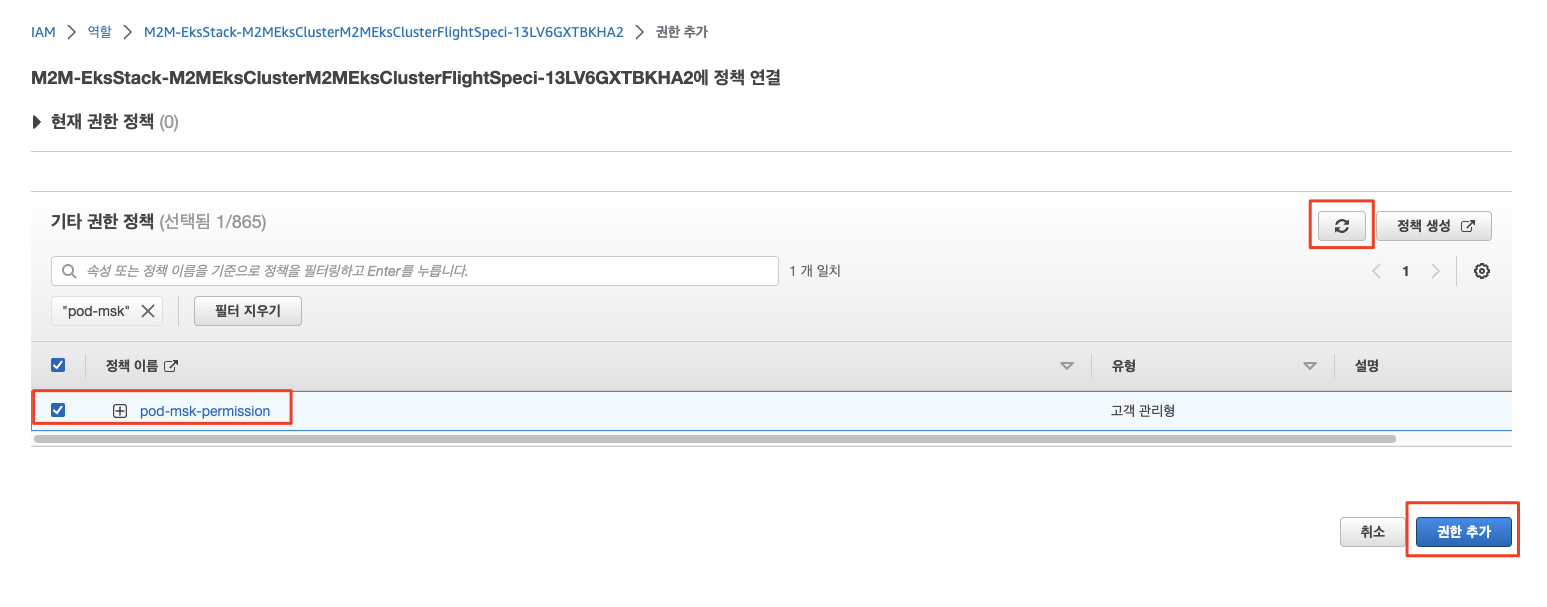 IAM > 역할 > M2M-EksStack-M2MEksClusterM2MEksClusterFlightSpeci-13LV6GXTBKHA2 > 권한 추가
M2M-EksStack-M2MEksClusterM2MEksClusterFlightSpeci-13LV6GXTBKHA2에 정책 연결
현재 권한 정책 (0)
기타 권한 정책 (선택됨 1/865)
정책 생성
속성 또는 정책 이름을 기준으로 정책을 필터링하고 Enter를 누릅니다.
1 개 일치
1
"pod-msk"
필터 지우기
정책 이름
유형
설명
pod-msk-permission
고객 관리형
취소
권한 추가